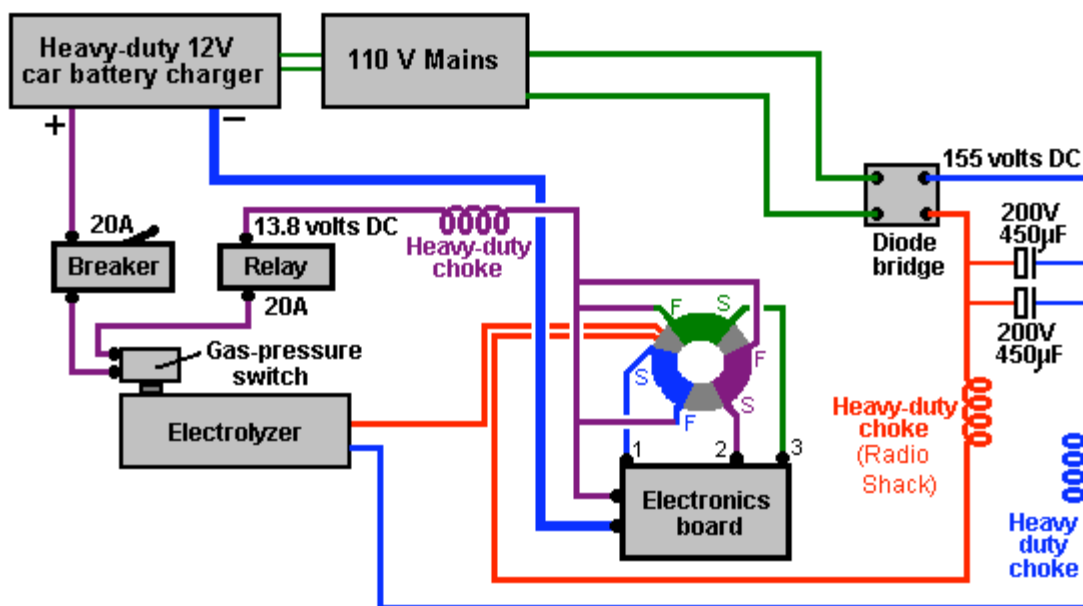 Heavy-duty 12V
car battery charger
110 V Mains
+
−
155 volts DC
20A
13.8 volts DC
Heavy-duty
choke
Breaker
Relay
20A
Diode
bridge
200V
450µF
200V
450µF
Gas-pressure
switch
F
S
F
S
S
F
Electrolyzer
1
2
3
Electronics
board
Heavy-duty
choke
(Radio
Shack)
Heavy
duty
choke